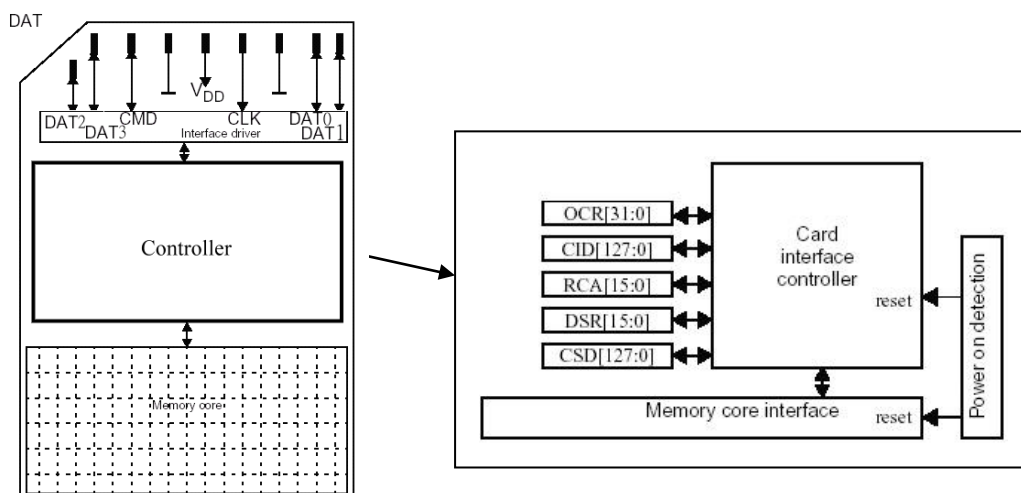 DAT
V
DD
DAT2
DAT3
CMD
CLK
DAT0
DAT1
Interface driver
Controller
Memory core
OCR[31:0]
CID[127:0]
RCA[15:0]
DSR[15:0]
CSD[127:0]
Card
interface
controller
reset
Memory core interface
reset
Power on detection